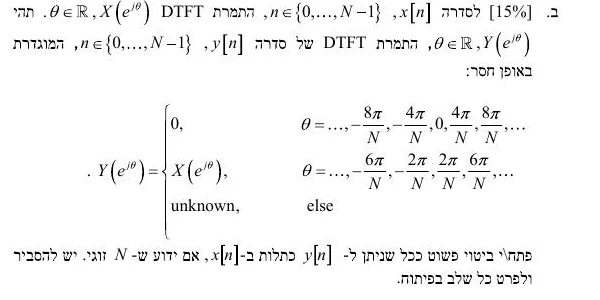 ב. [15%] לסדרה x[n], n∈{0,…,N−1}, התמרת DTFT X(e^{jθ}), θ∈ℝ. תהי
Y(e^{jθ}), θ∈ℝ, התמרת DTFT של סדרה y[n], n∈{0,…,N−1}, המוגדרת
באופן חסר:
0, θ = …, −8π/N, −4π/N, 0, 4π/N, 8π/N, …
. Y(e^{jθ}) = { X(e^{jθ}), θ = …, −6π/N, −2π/N, 2π/N, 6π/N, …
unknown, else
פתח/י ביטוי פשוט ככל שניתן ל- y[n] כתלות ב-x[n], אם ידוע ש- N זוגי. יש להסביר
ולפרט כל שלב בפיתוח.